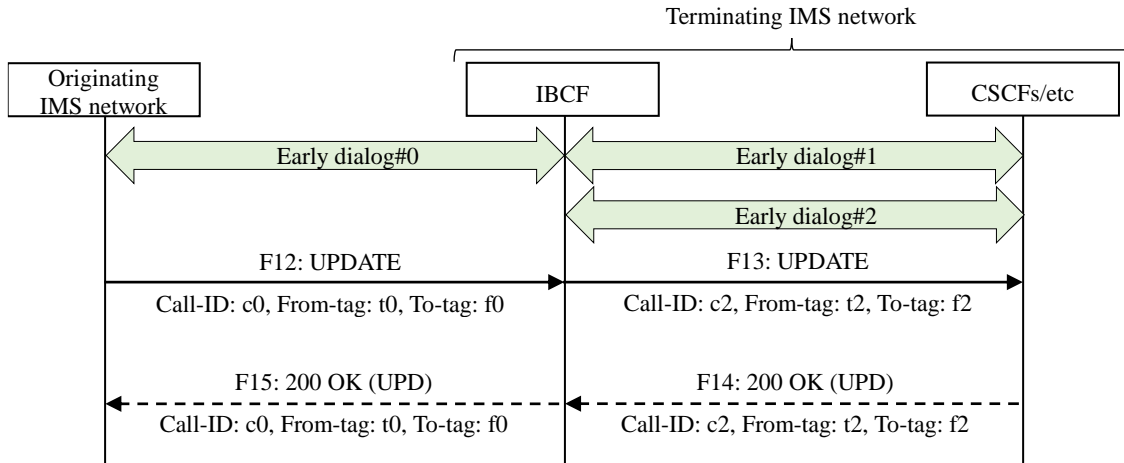 Terminating IMS network
Originating
IMS network
IBCF
CSCFs/etc
Early dialog#0
Early dialog#1
Early dialog#2
F12: UPDATE
F13: UPDATE
Call-ID: c0, From-tag: t0, To-tag: f0
Call-ID: c2, From-tag: t2, To-tag: f2
F15: 200 OK (UPD)
F14: 200 OK (UPD)
Call-ID: c0, From-tag: t0, To-tag: f0
Call-ID: c2, From-tag: t2, To-tag: f2